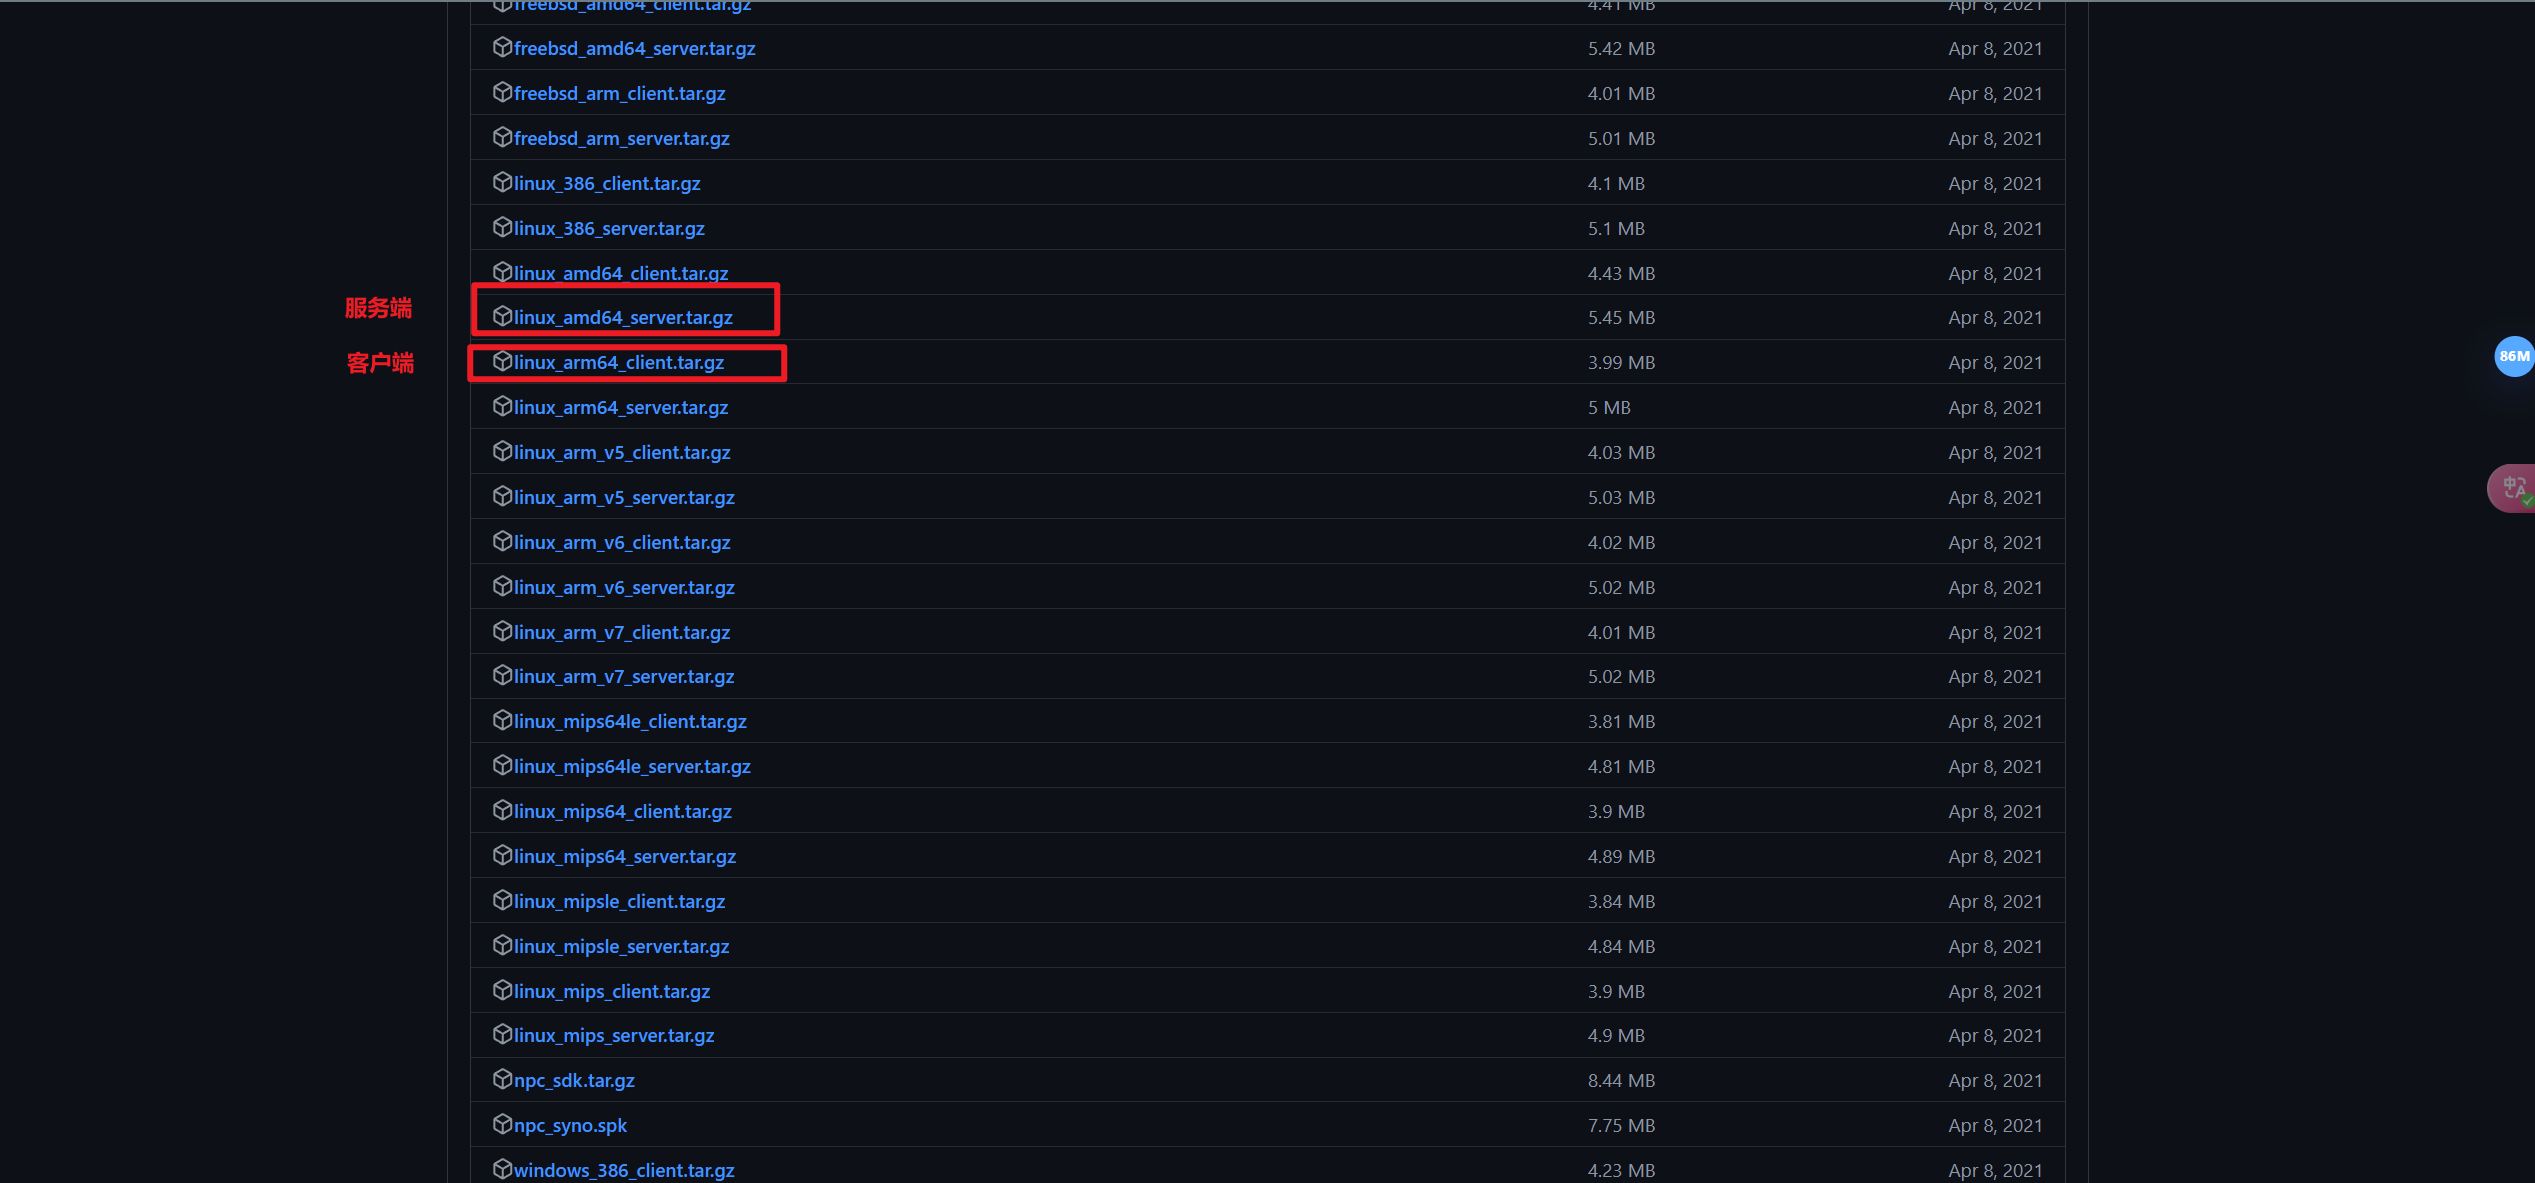 freebsd_amd64_client.tar.gz 4.41 MB Apr 8, 2021
freebsd_amd64_server.tar.gz 5.42 MB Apr 8, 2021
freebsd_arm_client.tar.gz 4.01 MB Apr 8, 2021
freebsd_arm_server.tar.gz 5.01 MB Apr 8, 2021
linux_386_client.tar.gz 4.1 MB Apr 8, 2021
linux_386_server.tar.gz 5.1 MB Apr 8, 2021
linux_amd64_client.tar.gz 4.43 MB Apr 8, 2021
服务端 linux_amd64_server.tar.gz 5.45 MB Apr 8, 2021
客户端 linux_arm64_client.tar.gz 3.99 MB Apr 8, 2021 86M
linux_arm64_server.tar.gz 5 MB Apr 8, 2021
linux_arm_v5_client.tar.gz 4.03 MB Apr 8, 2021
linux_arm_v5_server.tar.gz 5.03 MB Apr 8, 2021 中A
linux_arm_v6_client.tar.gz 4.02 MB Apr 8, 2021
linux_arm_v6_server.tar.gz 5.02 MB Apr 8, 2021
linux_arm_v7_client.tar.gz 4.01 MB Apr 8, 2021
linux_arm_v7_server.tar.gz 5.02 MB Apr 8, 2021
linux_mips64le_client.tar.gz 3.81 MB Apr 8, 2021
linux_mips64le_server.tar.gz 4.81 MB Apr 8, 2021
linux_mips64_client.tar.gz 3.9 MB Apr 8, 2021
linux_mips64_server.tar.gz 4.89 MB Apr 8, 2021
linux_mipsle_client.tar.gz 3.84 MB Apr 8, 2021
linux_mipsle_server.tar.gz 4.84 MB Apr 8, 2021
linux_mips_client.tar.gz 3.9 MB Apr 8, 2021
linux_mips_server.tar.gz 4.9 MB Apr 8, 2021
npc_sdk.tar.gz 8.44 MB Apr 8, 2021
npc_syno.spk 7.75 MB Apr 8, 2021
windows_386_client.tar.gz 4.23 MB Apr 8, 2021